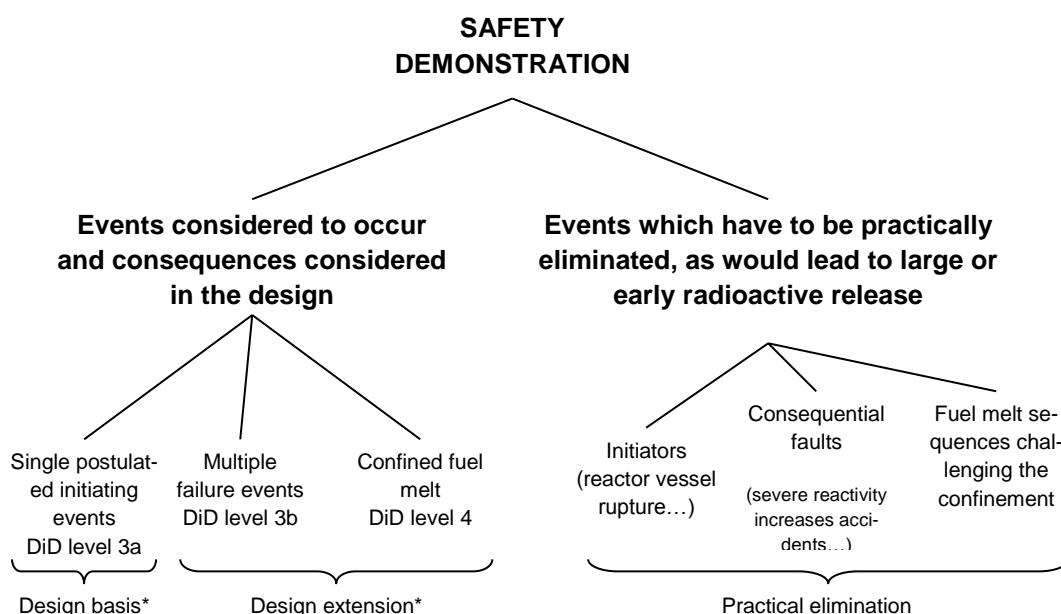 SAFETY
DEMONSTRATION
Events considered to occur
and consequences considered
in the design
Events which have to be practically
eliminated, as would lead to large or
early radioactive release
Single postulat-
ed initiating
events
DiD level 3a
Multiple
failure events
DiD level 3b
Confined fuel
melt
DiD level 4
Initiators
(reactor vessel
rupture…)
Consequential
faults
(severe reactivity
increases acci-
dents…)
Fuel melt se-
quences chal-
lenging the
confinement
Design basis*
Design extension*
Practical elimination